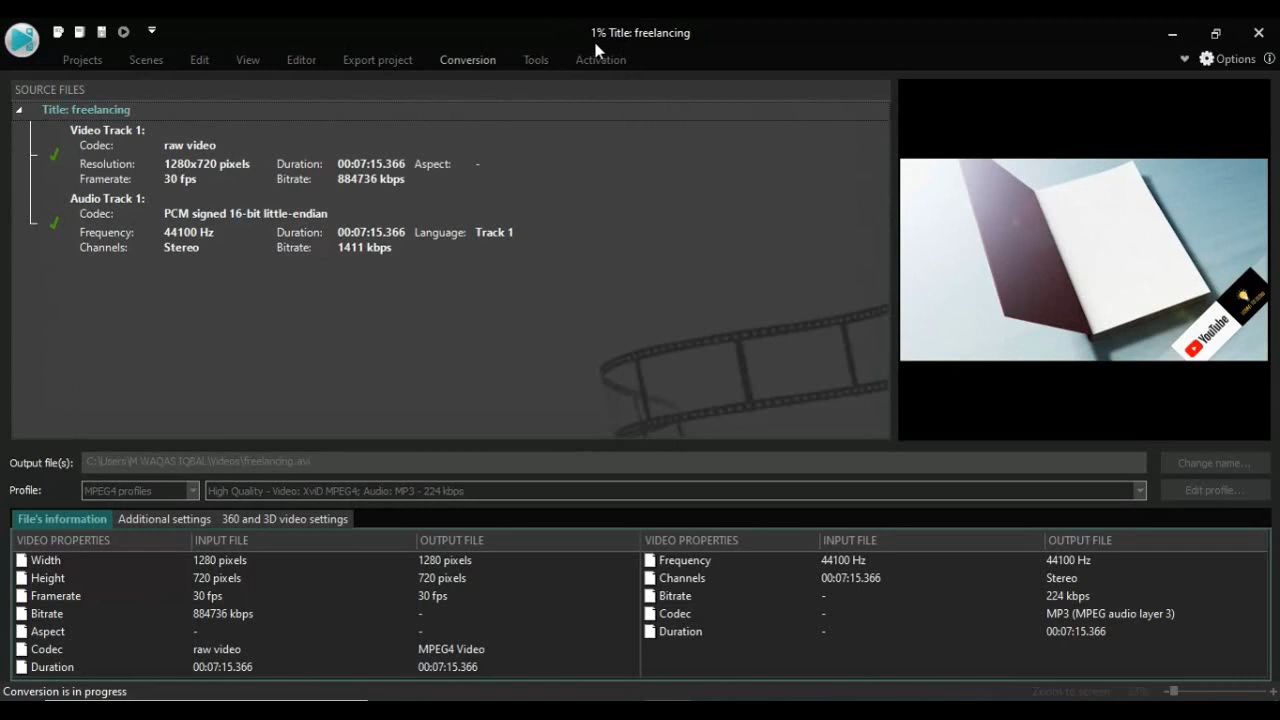 1% Title: freelancing
Projects Scenes Edit View Editor Export project Conversion Tools Activation Options
SOURCE FILES
Title: freelancing
Video Track 1:
Codec: raw video
Resolution: 1280x720 pixels Duration: 00:07:15.366 Aspect: -
Framerate: 30 fps Bitrate: 884736 kbps
Audio Track 1:
Codec: PCM signed 16-bit little-endian
Frequency: 44100 Hz Duration: 00:07:15.366 Language: Track 1
Channels: Stereo Bitrate: 1411 kbps
YouTube
Output file(s): C:\Users\M WAQAS IQBAL\Videos\freelancing.avi Change name...
Profile: MPEG4 profiles High Quality - Video: XviD MPEG4; Audio: MP3 - 224 kbps Edit profile...
File's information Additional settings 360 and 3D video settings
VIDEO PROPERTIES INPUT FILE OUTPUT FILE VIDEO PROPERTIES INPUT FILE OUTPUT FILE
Width 1280 pixels 1280 pixels Frequency 44100 Hz 44100 Hz
Height 720 pixels 720 pixels Channels 00:07:15.366 Stereo
Framerate 30 fps 30 fps Bitrate - 224 kbps
Bitrate 884736 kbps - Codec - MP3 (MPEG audio layer 3)
Aspect - - Duration - 00:07:15.366
Codec raw video MPEG4 Video
Duration 00:07:15.366 00:07:15.366
Conversion is in progress Zoom to screen